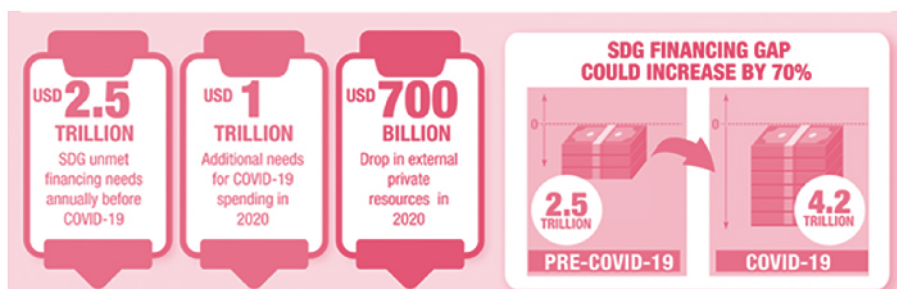 USD 2.5
TRILLION
SDG unmet
financing needs
annually before
COVID-19
USD 1
TRILLION
Additional needs
for COVID-19
spending in
2020
USD 700
BILLION
Drop in external
private
resources in
2020
SDG FINANCING GAP
COULD INCREASE BY 70%
0
2.5
TRILLION
PRE-COVID-19
0
4.2
TRILLION
COVID-19